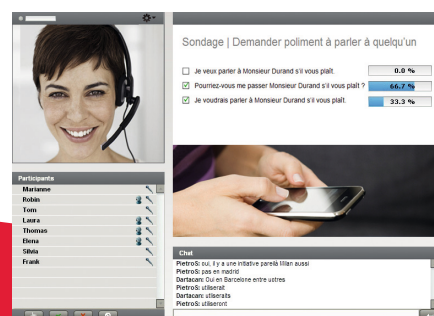 Sondage | Demander poliment à parler à quelqu'un
Je veux parler à Monsieur Durand s'il vous plaît. 0.0 %
Pourriez-vous me passer Monsieur Durand s'il vous plaît ? 66.7 %
Je voudrais parler à Monsieur Durand s'il vous plaît. 33.3 %
Participants
Marianne
Robin
Tom
Laura
Thomas
Elena
Silvia
Frank
Chat
PietroS: oui, il y a une initiative pareilà Milan aussi
PietroS: pas en madrid
Dartacan: Oui en Barcelone entre ustres
PietroS: utiliserait
Dartacan: utliseraits
PietroS: utiliseront